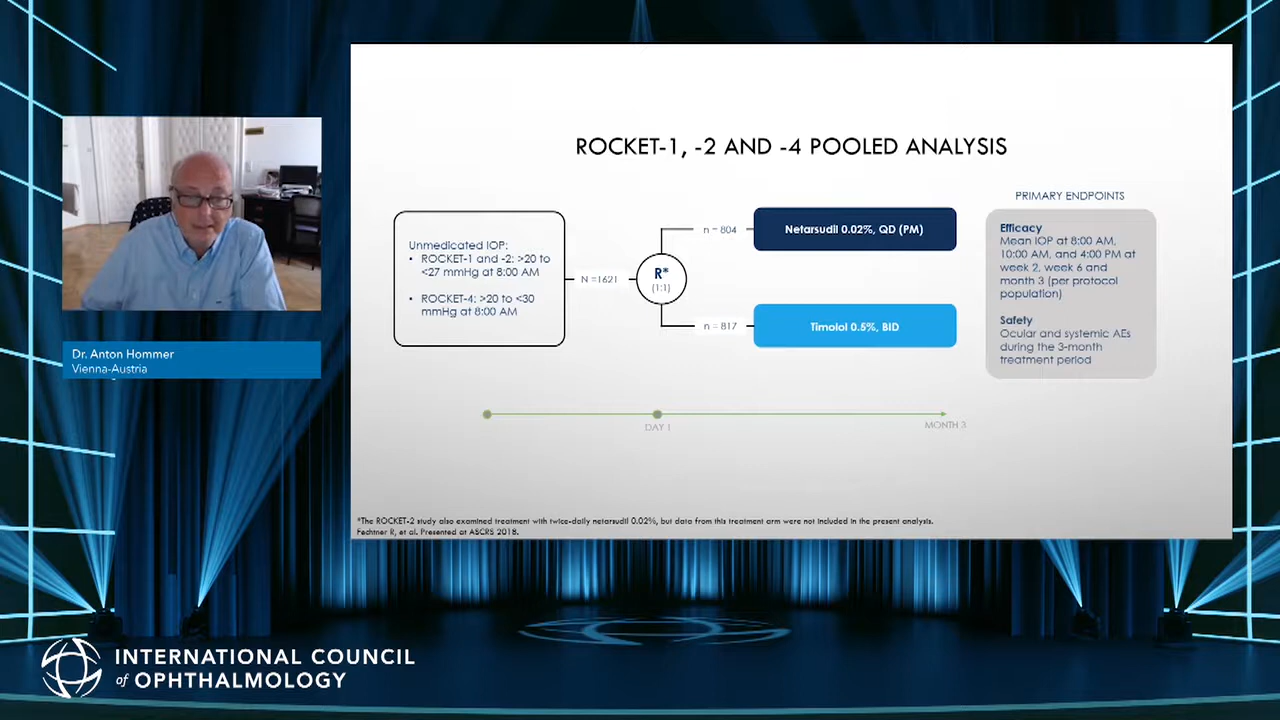 ROCKET-1, -2 AND -4 POOLED ANALYSIS
Unmedicated IOP:
• ROCKET-1 and -2: >20 to
<27 mmHg at 8:00 AM
• ROCKET-4: >20 to <30
mmHg at 8:00 AM
N =1621
R*
(1:1)
n = 804
Netarsudil 0.02%, QD (PM)
n = 817
Timolol 0.5%, BID
PRIMARY ENDPOINTS
Efficacy
Mean IOP at 8:00 AM,
10:00 AM, and 4:00 PM at
week 2, week 6 and
month 3 (per protocol
population)
Safety
Ocular and systemic AEs
during the 3-month
treatment period
DAY 1
MONTH 3
*The ROCKET-2 study also examined treatment with twice-daily netarsudil 0.02%, but data from this treatment arm were not included in the present analysis.
Fechtner R, et al. Presented at ASCRS 2018.
Dr. Anton Hommer
Vienna-Austria
INTERNATIONAL COUNCIL
of OPHTHALMOLOGY